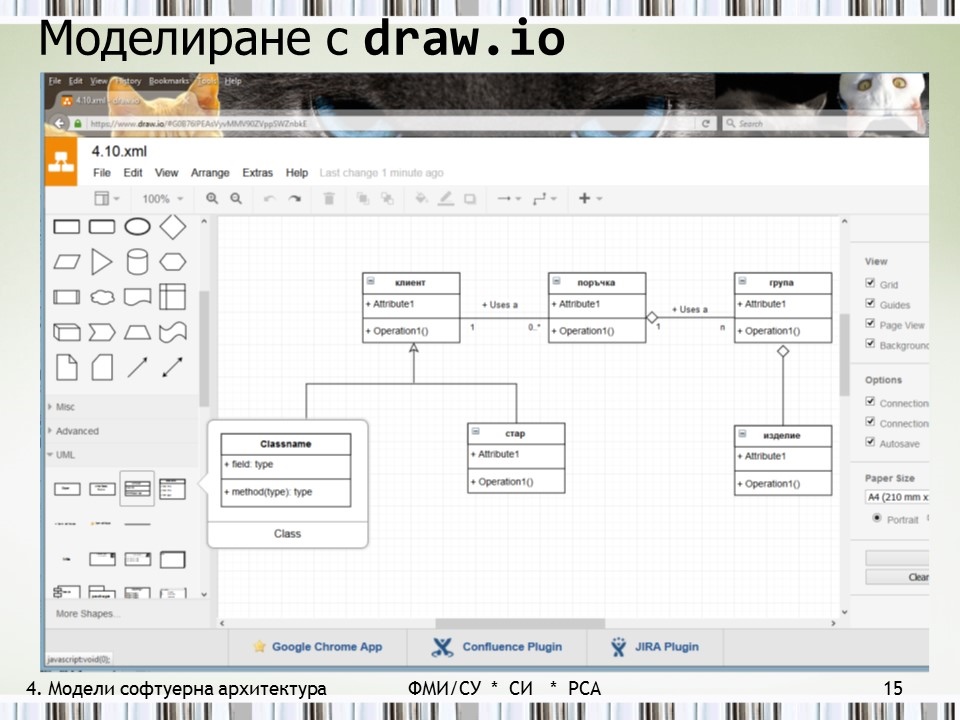 Моделиране с draw.io
File Edit View History Bookmarks Tools Help
4.10.xml - draw.io
https://www.draw.io/
Search
4.10.xml
File Edit View Arrange Extras Help Last change 1 minute ago
100%
клиент
+ Attribute1
+ Operation1()
+ Uses a
1
0..*
поръчка
+ Attribute1
+ Operation1()
+ Uses a
1
n
група
+ Attribute1
+ Operation1()
стар
+ Attribute1
+ Operation1()
изделие
+ Attribute1
+ Operation1()
Misc
Advanced
UML
Classname
+ field: type
+ method(type): type
Class
More Shapes...
View
Grid
Guides
Page View
Background
Options
Connection
Connection
Autosave
Paper Size
A4 (210 mm x
Portrait
Clear
Google Chrome App
Confluence Plugin
JIRA Plugin
javascript:void(0);
4. Модели софтуерна архитектура
ФМИ/СУ * СИ * РСА
15